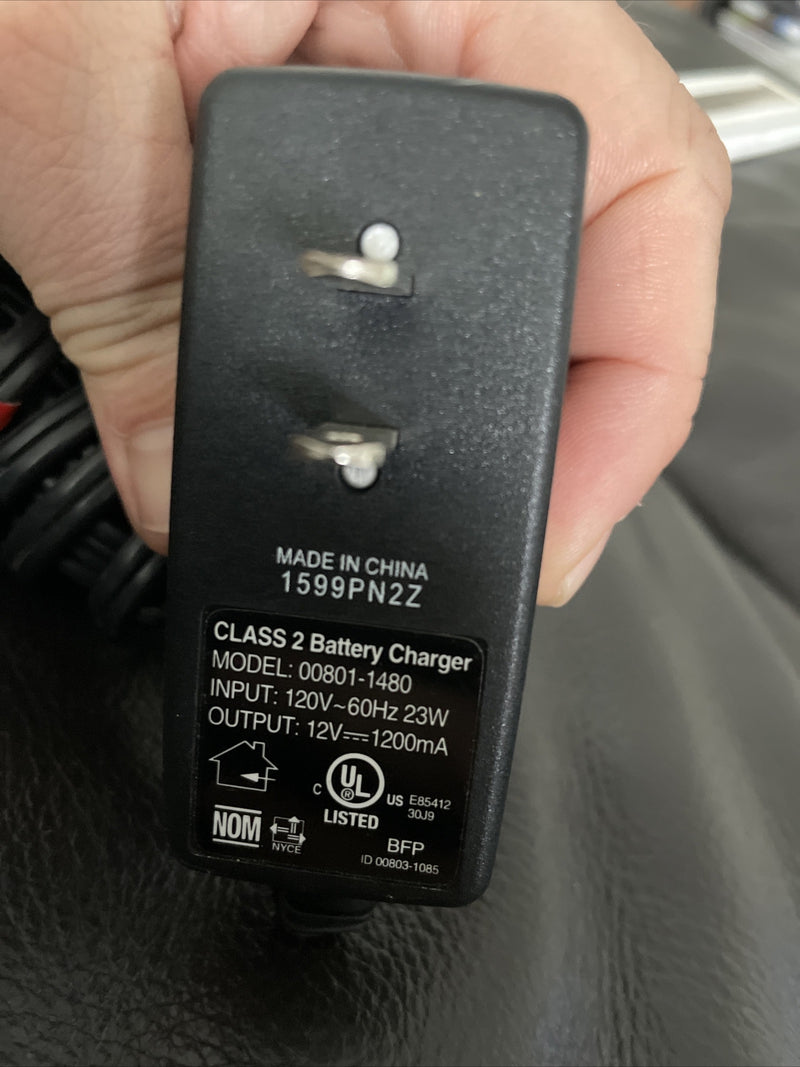 MADE IN CHINA
1599PN2Z
CLASS 2 Battery Charger
MODEL: 00801-1480
INPUT: 120V~60Hz 23W
OUTPUT: 12V⎓1200mA
C UL ® US E85412
30J9
LISTED
NOM
NYCE
BFP
ID 00803-1085